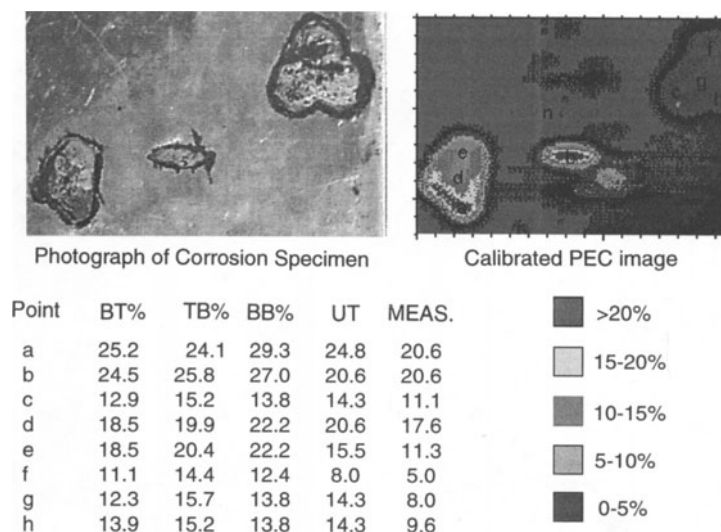 Photograph of Corrosion Specimen
Calibrated PEC image
Point BT% TB% BB% UT MEAS.
a 25.2 24.1 29.3 24.8 20.6
b 24.5 25.8 27.0 20.6 20.6
c 12.9 15.2 13.8 14.3 11.1
d 18.5 19.9 22.2 20.6 17.6
e 18.5 20.4 22.2 15.5 11.3
f 11.1 14.4 12.4 8.0 5.0
g 12.3 15.7 13.8 14.3 8.0
h 13.9 15.2 13.8 14.3 9.6
>20%
15-20%
10-15%
5-10%
0-5%
f
g
c
n
e
d